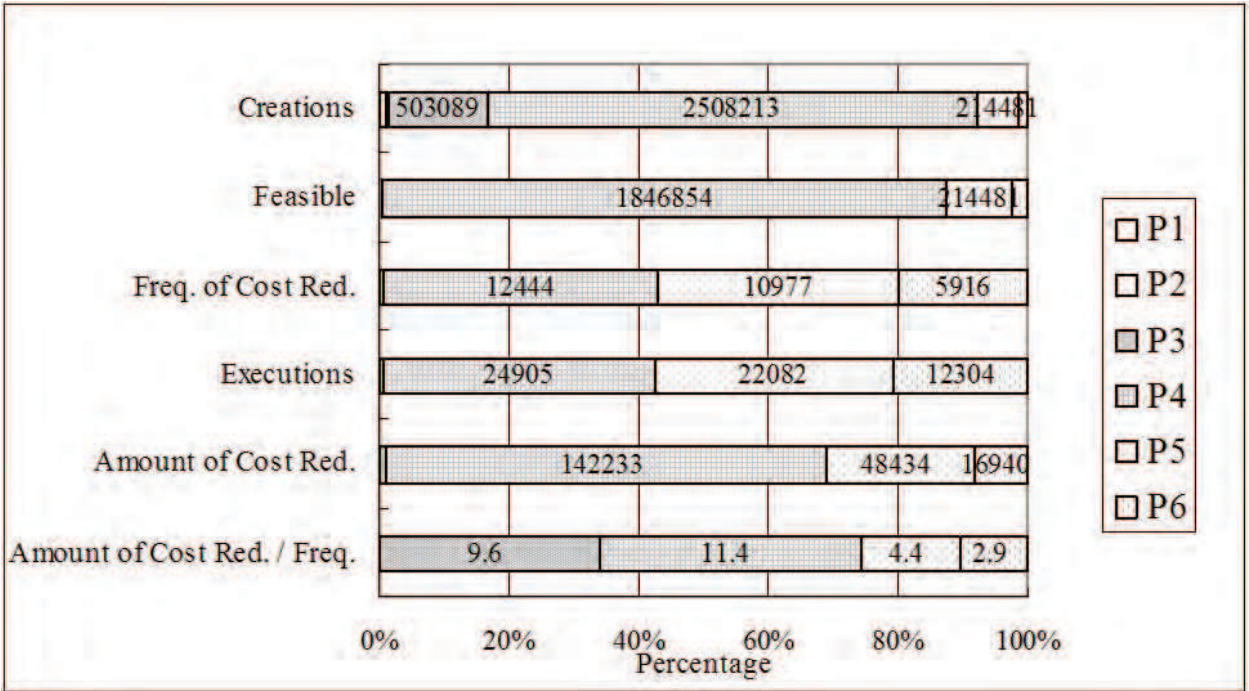 Creations 503089 2508213 214481
Feasible 1846854 214481
Freq. of Cost Red. 12444 10977 5916
Executions 24905 22082 12304
Amount of Cost Red. 142233 48434 16940
Amount of Cost Red. / Freq. 9.6 11.4 4.4 2.9
0% 20% 40% 60% 80% 100%
Percentage
P1
P2
P3
P4
P5
P6